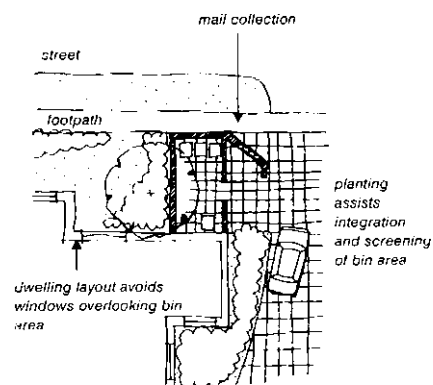 mail collection
street
footpath
planting
assists
integration
and screening
of bin area
dwelling layout avoids
windows overlooking bin
area